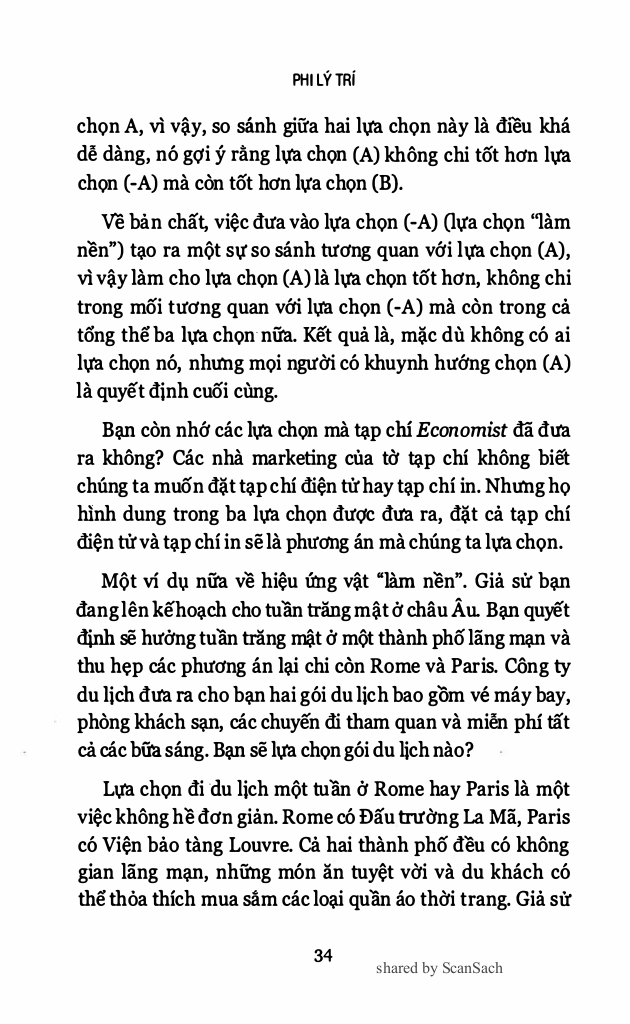 PHI LÝ TRÍ
chọn A, vì vậy, so sánh giữa hai lựa chọn này là điều khá
dễ dàng, nó gợi ý rằng lựa chọn (A) không chi tốt hơn lựa
chọn (-A) mà còn tốt hơn lựa chọn (B).
Về bản chất, việc đưa vào lựa chọn (-A) (lựa chọn “làm
nền”) tạo ra một sự so sánh tương quan với lựa chọn (A),
vì vậy làm cho lựa chọn (A) là lựa chọn tốt hơn, không chi
trong mối tương quan với lựa chọn (-A) mà còn trong cả
tổng thể ba lựa chọn nữa. Kết quả là, mặc dù không có ai
lựa chọn nó, nhưng mọi người có khuynh hướng chọn (A)
là quyết định cuối cùng.
Bạn còn nhớ các lựa chọn mà tạp chí Economist đã đưa
ra không? Các nhà marketing của tờ tạp chí không biết
chúng ta muốn đặt tạp chí điện tử hay tạp chí in. Nhưng họ
hình dung trong ba lựa chọn được đưa ra, đặt cả tạp chí
điện tử và tạp chí in sẽ là phương án mà chúng ta lựa chọn.
Một ví dụ nữa về hiệu ứng vật “làm nền”. Giả sử bạn
đang lên kế hoạch cho tuần trăng mật ở châu Âu. Bạn quyết
định sẽ hưởng tuần trăng mật ở một thành phố lãng mạn và
thu hẹp các phương án lại chi còn Rome và Paris. Công ty
du lịch đưa ra cho bạn hai gói du lịch bao gồm vé máy bay,
phòng khách sạn, các chuyến đi tham quan và miễn phí tất
cả các bữa sáng. Bạn sẽ lựa chọn gói du lịch nào?
Lựa chọn đi du lịch một tuần ở Rome hay Paris là một
việc không hề đơn giản. Rome có Đấu trường La Mã, Paris
có Viện bảo tàng Louvre. Cả hai thành phố đều có không
gian lãng mạn, những món ăn tuyệt vời và du khách có
thể thỏa thích mua sắm các loại quần áo thời trang. Giả sử
34
shared by ScanSach